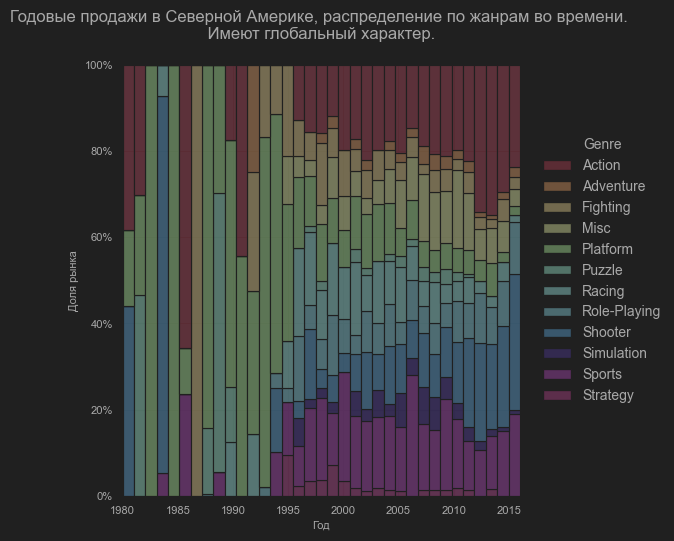 Годовые продажи в Северной Америке, распределение по жанрам во времени.
Имеют глобальный характер.
100%
80%
60%
40%
20%
0%
Доля рынка
1980
1985
1990
1995
2000
2005
2010
2015
Год
Genre
Action
Adventure
Fighting
Misc
Platform
Puzzle
Racing
Role-Playing
Shooter
Simulation
Sports
Strategy